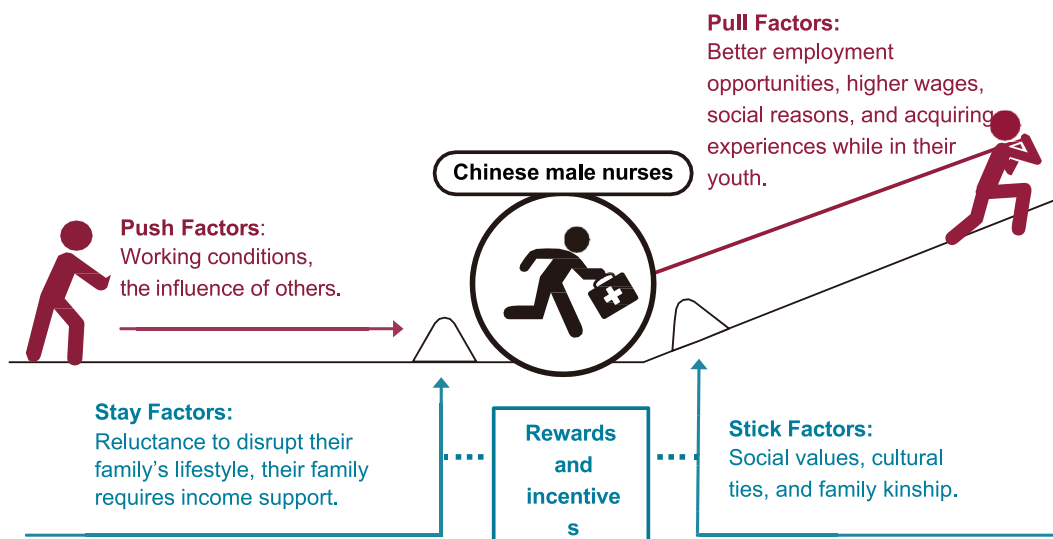 Pull Factors:
Better employment
opportunities, higher wages,
social reasons, and acquiring
experiences while in their
youth.
Chinese male nurses
Push Factors:
Working conditions,
the influence of others.
Stay Factors:
Reluctance to disrupt their
family’s lifestyle, their family
requires income support.
Rewards
and
incentive
s
Stick Factors:
Social values, cultural
ties, and family kinship.